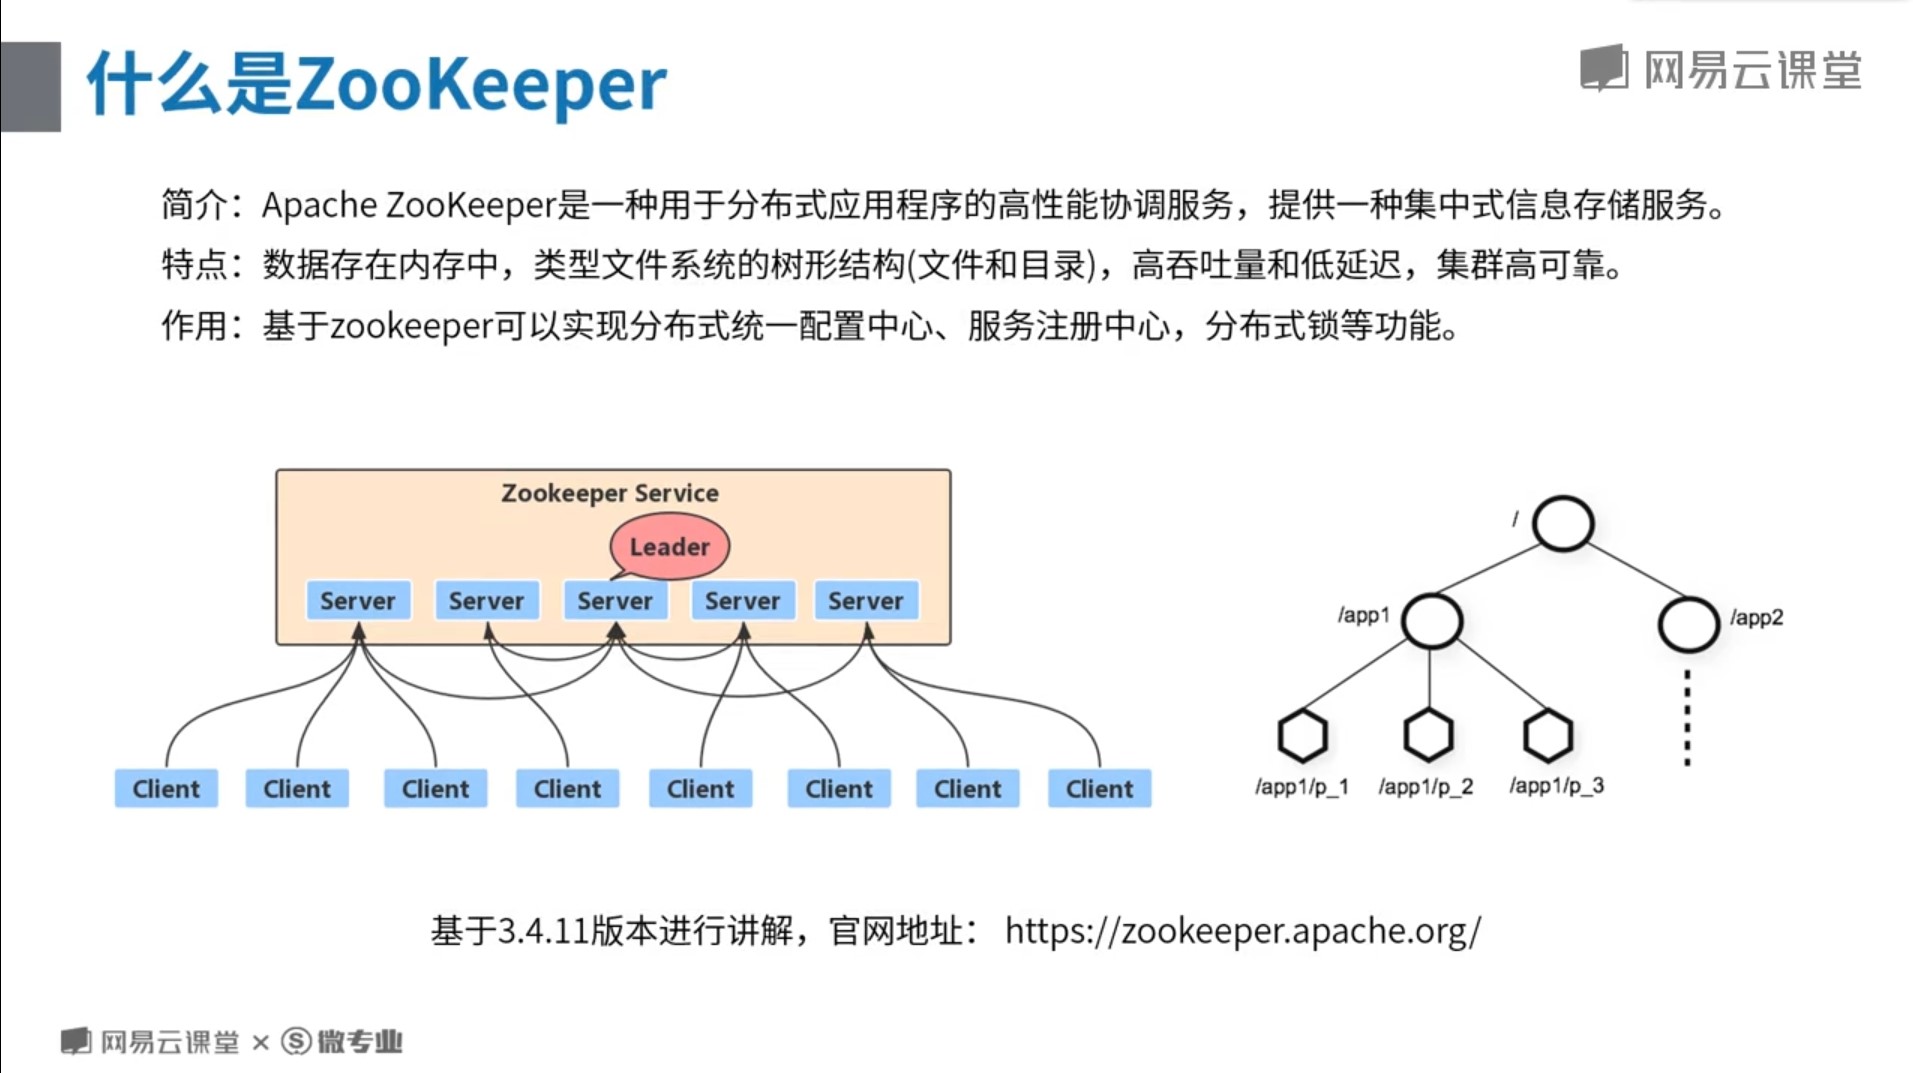 什么是ZooKeeper
网易云课堂
简介：Apache ZooKeeper是一种用于分布式应用程序的高性能协调服务，提供一种集中式信息存储服务。
特点：数据存在内存中，类型文件系统的树形结构(文件和目录)，高吞吐量和低延迟，集群高可靠。
作用：基于zookeeper可以实现分布式统一配置中心、服务注册中心，分布式锁等功能。
Zookeeper Service
Leader
Server Server Server Server Server
Client Client Client Client Client Client Client Client
/
/app1 /app2
/app1/p_1 /app1/p_2 /app1/p_3
基于3.4.11版本进行讲解，官网地址： https://zookeeper.apache.org/
网易云课堂 × S 微专业